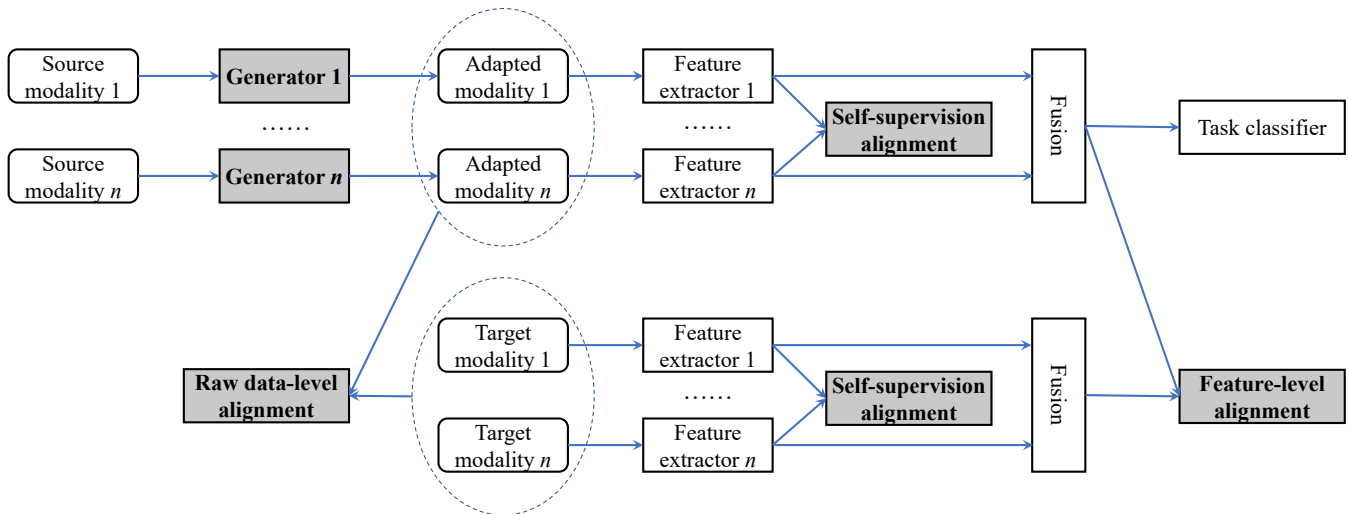 Source
modality 1
Generator 1
Adapted
modality 1
Feature
extractor 1
……
……
Self-supervision
alignment
Fusion
Task classifier
Source
modality n
Generator n
Adapted
modality n
Feature
extractor n
Target
modality 1
Feature
extractor 1
Raw data-level
alignment
……
Self-supervision
alignment
Fusion
Feature-level
alignment
Target
modality n
Feature
extractor n